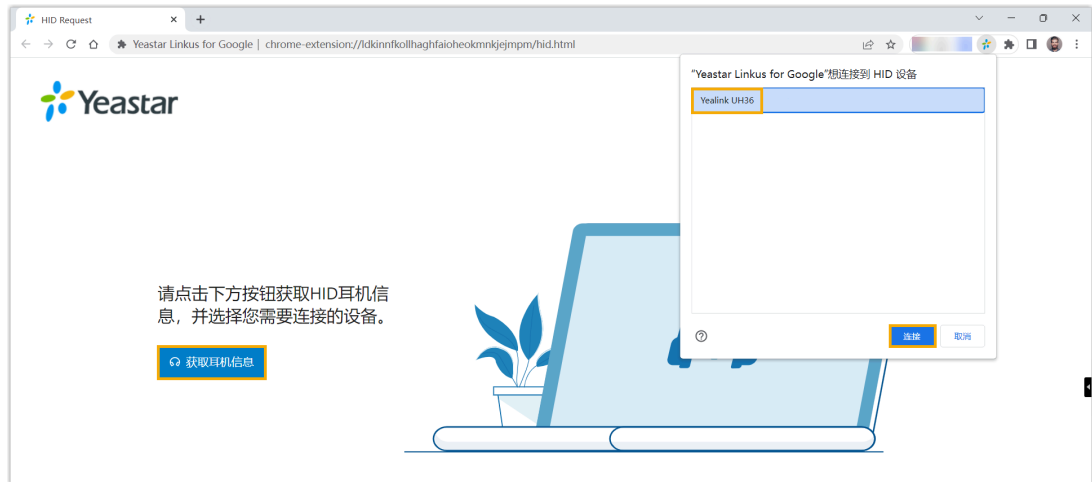 HID Request
Yeastar Linkus for Google | chrome-extension://ldkinnfkollhaghfaioheokmnkjejmpm/hid.html
"Yeastar Linkus for Google"想连接到 HID 设备
Yealink UH36
Yeastar
请点击下方按钮获取HID耳机信
息，并选择您需要连接的设备。
获取耳机信息
连接
取消